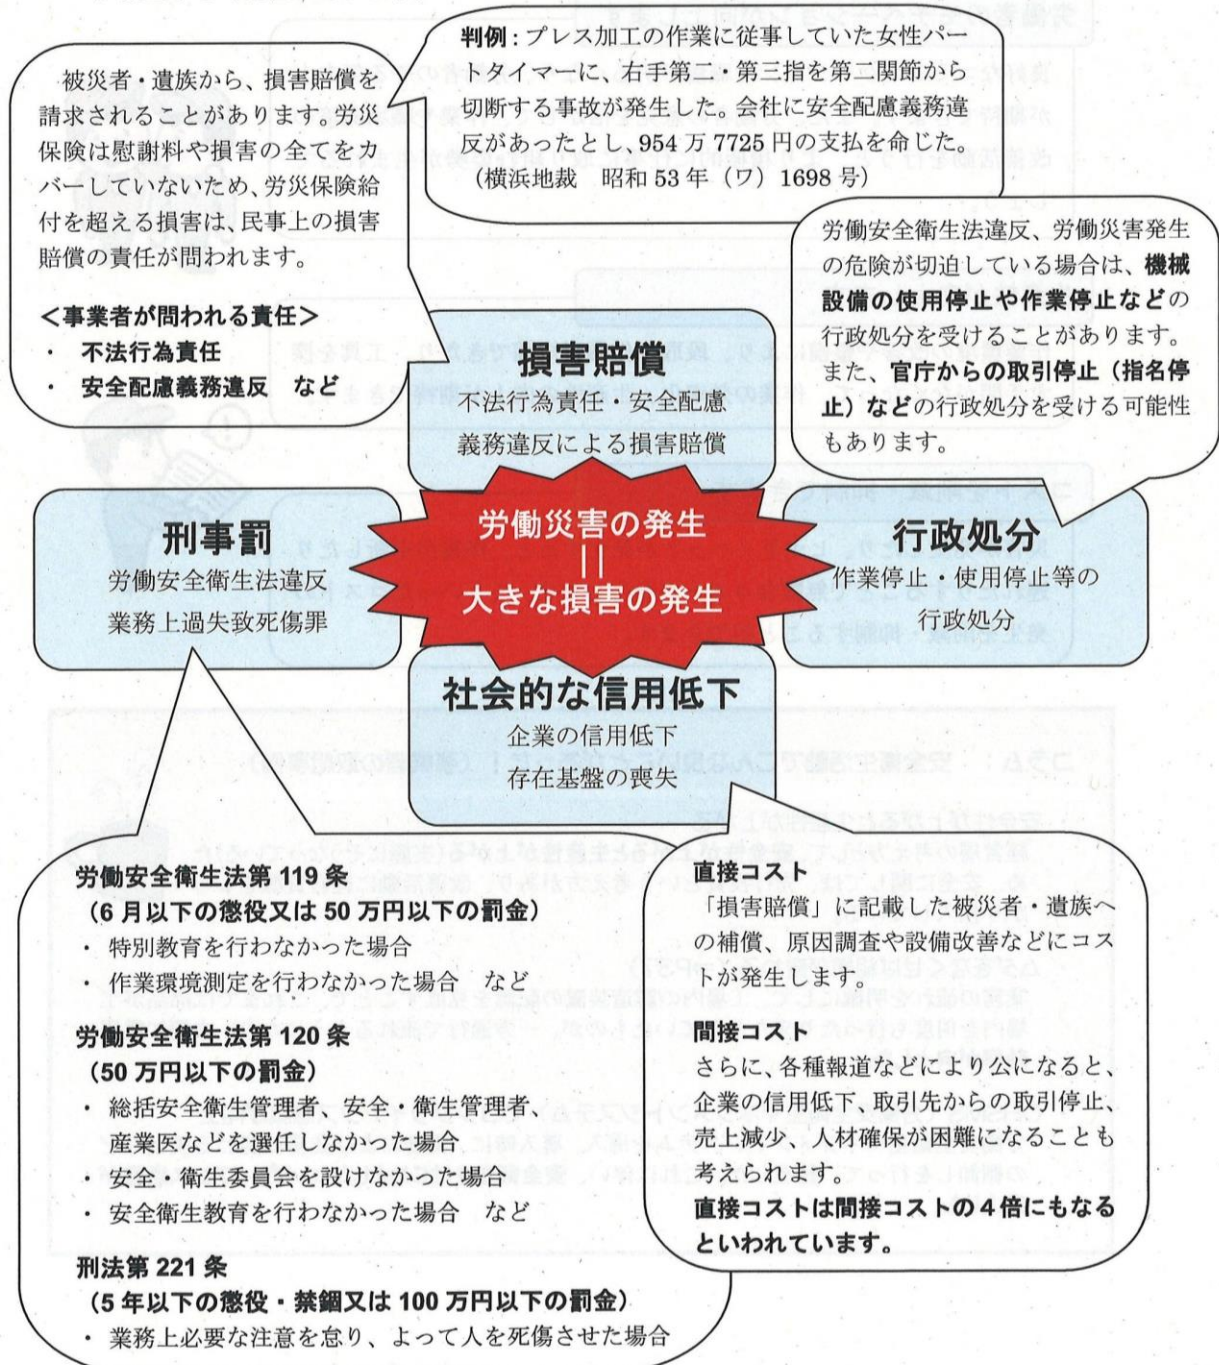 被災者・遺族から、損害賠償を
請求されることがあります。労災
保険は慰謝料や損害の全てをカ
バーしていないため、労災保険給
付を超える損害は、民事上の損害
賠償の責任が問われます。
<事業者が問われる責任>
・ 不法行為責任
・ 安全配慮義務違反 など
判例:プレス加工の作業に従事していた女性パー
トタイマーに、右手第二・第三指を第二関節から
切断する事故が発生した。会社に安全配慮義務違
反があったとし、954 万 7725 円の支払を命じた。
(横浜地裁 昭和 53 年(ワ)1698 号)
労働安全衛生法違反、労働災害発生
の危険が切迫している場合は、機械
設備の使用停止や作業停止などの
行政処分を受けることがあります。
また、官庁からの取引停止(指名停
止)などの行政処分を受ける可能性
もあります。
損害賠償
不法行為責任・安全配慮
義務違反による損害賠償
刑事罰
労働安全衛生法違反
業務上過失致死傷罪
労働災害の発生
||
大きな損害の発生
行政処分
作業停止・使用停止等の
行政処分
社会的な信用低下
企業の信用低下
存在基盤の喪失
労働安全衛生法第 119 条
(6 月以下の懲役又は 50 万円以下の罰金)
・ 特別教育を行わなかった場合
・ 作業環境測定を行わなかった場合 など
労働安全衛生法第 120 条
(50 万円以下の罰金)
・ 総括安全衛生管理者、安全・衛生管理者、
産業医などを選任しなかった場合
・ 安全・衛生委員会を設けなかった場合
・ 安全衛生教育を行わなかった場合 など
刑法第 221 条
(5 年以下の懲役・禁錮又は 100 万円以下の罰金)
・ 業務上必要な注意を怠り、よって人を死傷させた場合
直接コスト
「損害賠償」に記載した被災者・遺族へ
の補償、原因調査や設備改善などにコス
トが発生します。
間接コスト
さらに、各種報道などにより公になると、
企業の信用低下、取引先からの取引停止、
売上減少、人材確保が困難になることも
考えられます。
直接コストは間接コストの4倍にもなる
といわれています。